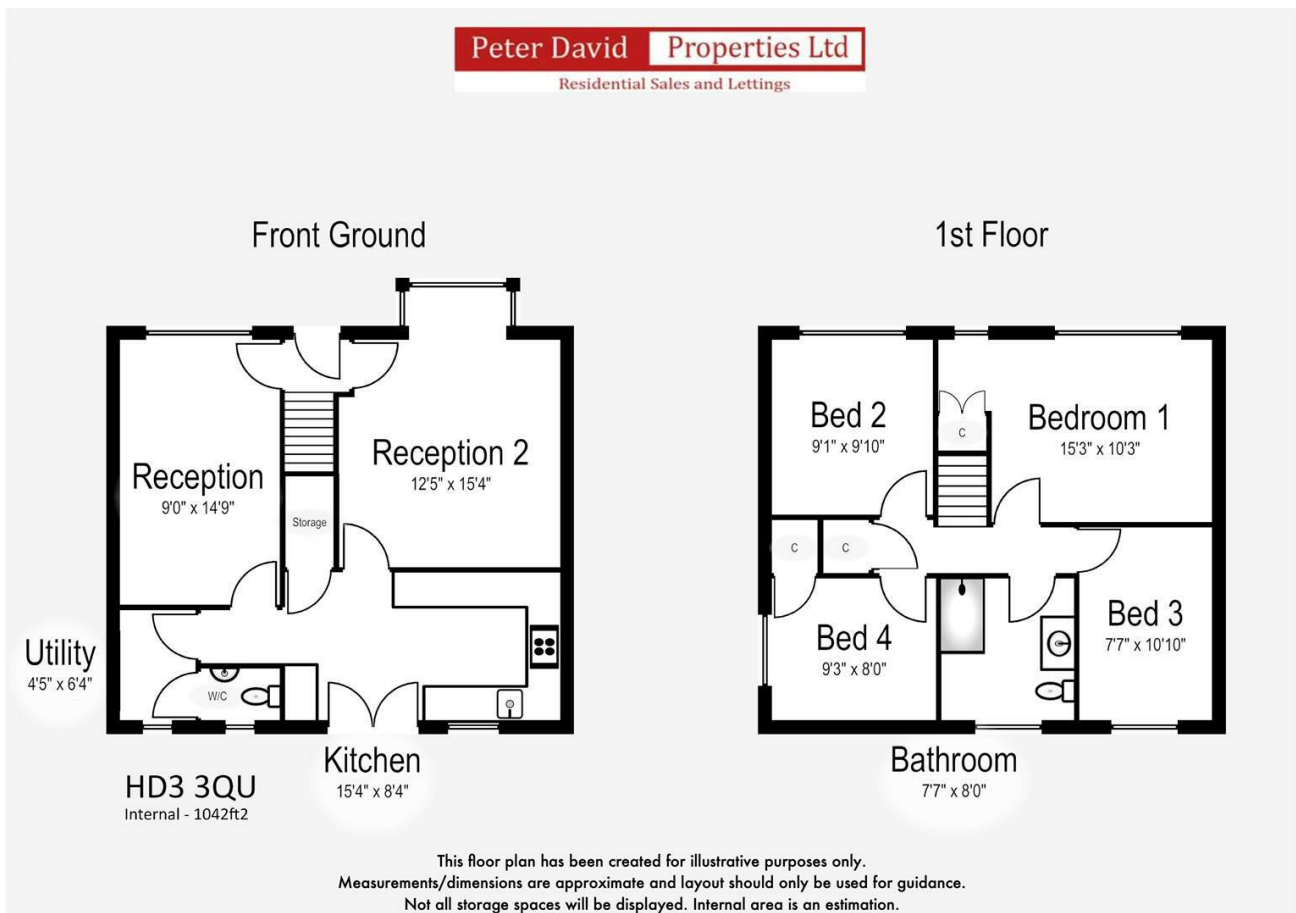 Peter David Properties Ltd
Residential Sales and Lettings
Front Ground
1st Floor
Reception
9'0" x 14'9"
Storage
Reception 2
12'5" x 15'4"
Utility
4'5" x 6'4"
W/C
Kitchen
15'4" x 8'4"
Bed 2
9'1" x 9'10"
C
Bedroom 1
15'3" x 10'3"
C
C
Bed 4
9'3" x 8'0"
Bed 3
7'7" x 10'10"
Bathroom
7'7" x 8'0"
HD3 3QU
Internal - 1042ft2
This floor plan has been created for illustrative purposes only.
Measurements/dimensions are approximate and layout should only be used for guidance.
Not all storage spaces will be displayed. Internal area is an estimation.